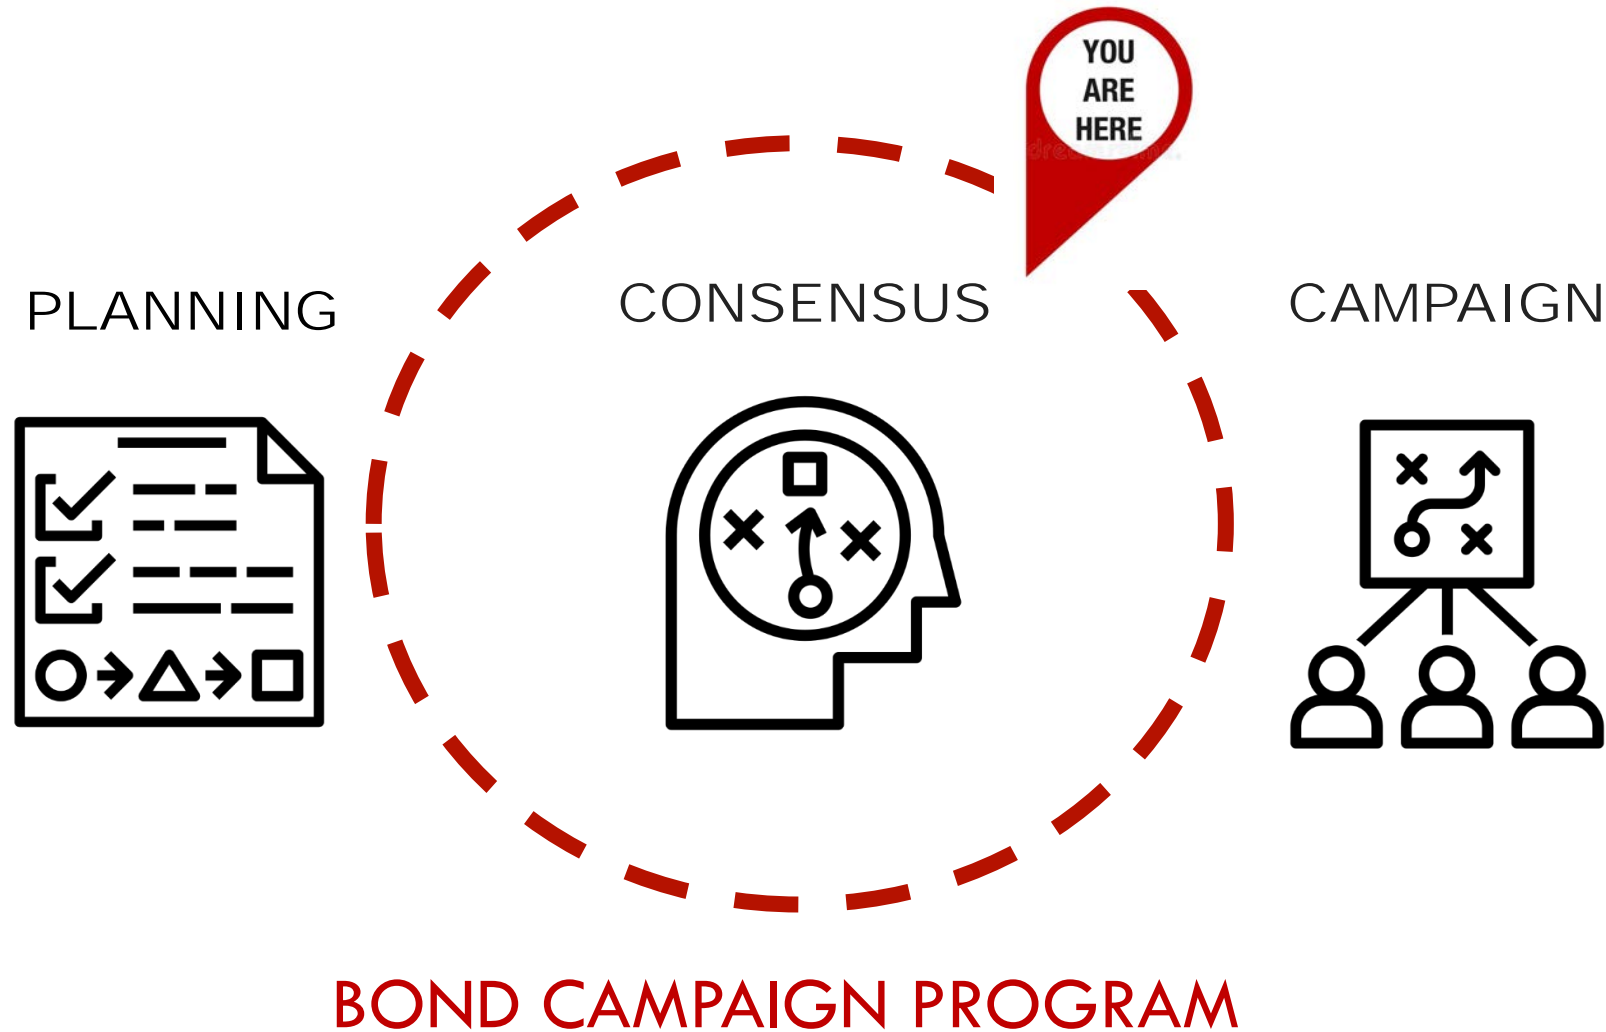 YOU
ARE
HERE
PLANNING
CONSENSUS
CAMPAIGN
BOND CAMPAIGN PROGRAM